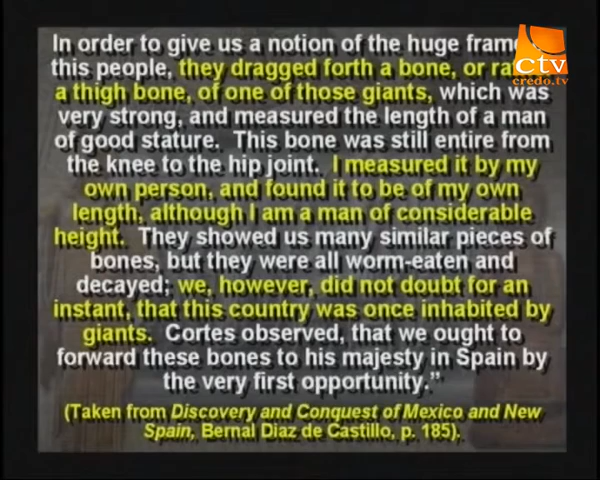 In order to give us a notion of the huge frame
this people, they dragged forth a bone, or
a thigh bone, of one of those giants, which was
very strong, and measured the length of a man
of good stature. This bone was still entire from
the knee to the hip joint. I measured it by my
own person, and found it to be of my own
length, although I am a man of considerable
height. They showed us many similar pieces of
bones, but they were all worm-eaten and
decayed; we, however, did not doubt for an
instant, that this country was once inhabited by
giants. Cortes observed, that we ought to
forward these bones to his majesty in Spain by
the very first opportunity.”
(Taken from Discovery and Conquest of Mexico and New
Spain, Bernal Diaz de Castillo, p. 185).
ctv
credo.tv